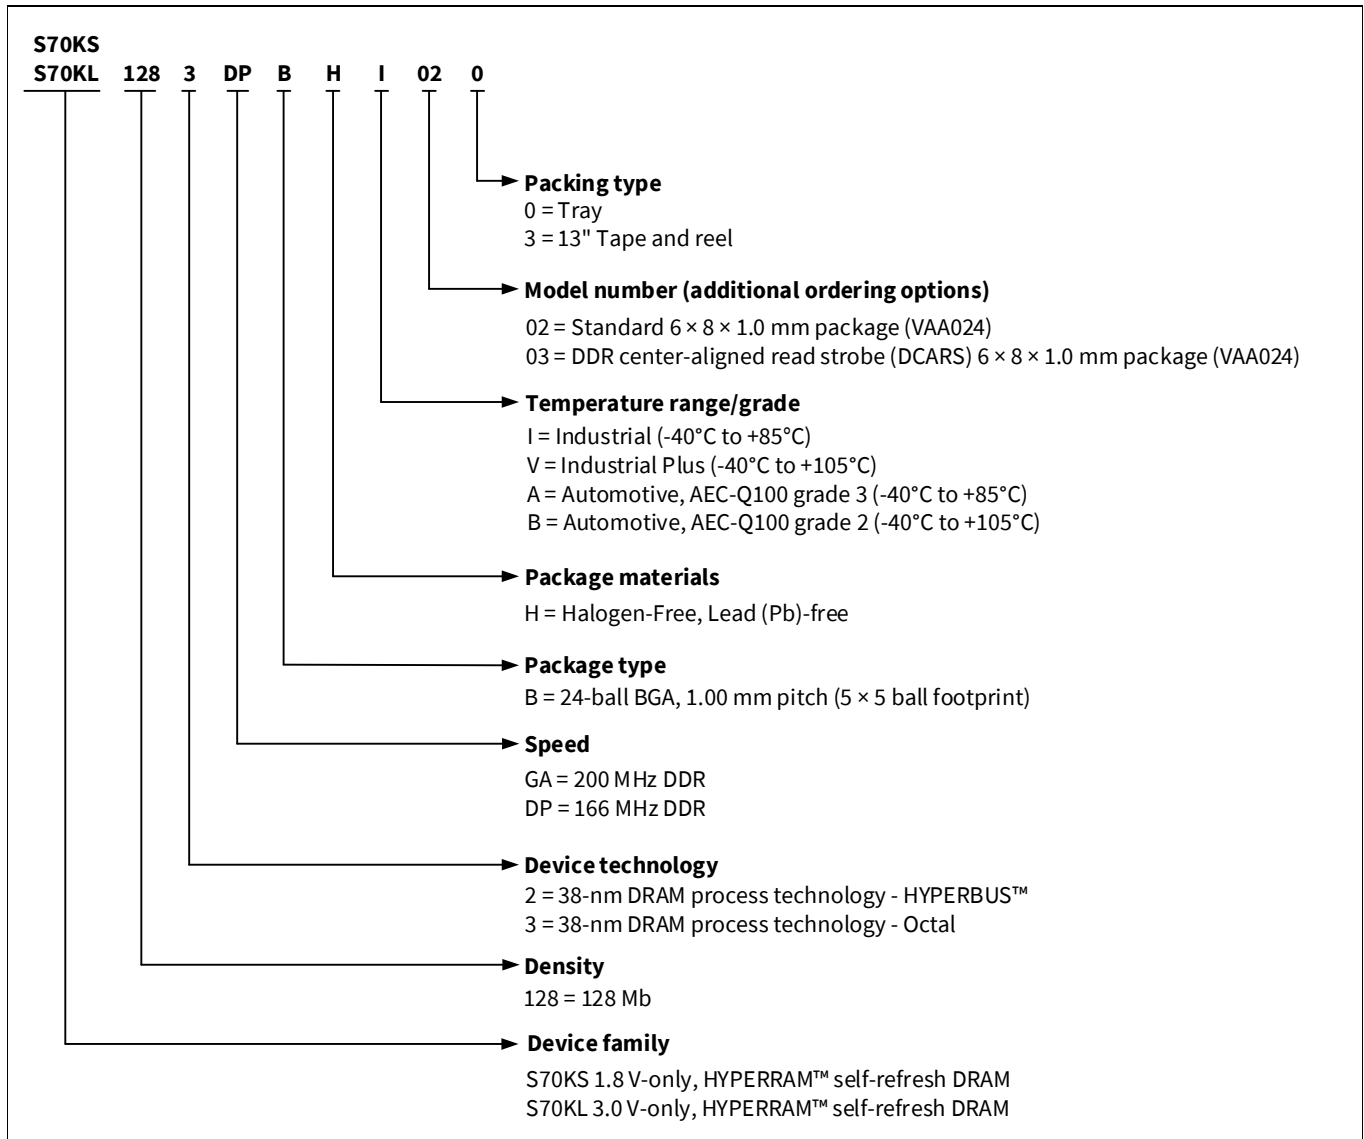 S70KS
S70KL 128 3 DP B H I 02 0
Packing type
0 = Tray
3 = 13" Tape and reel
Model number (additional ordering options)
02 = Standard 6 × 8 × 1.0 mm package (VAA024)
03 = DDR center-aligned read strobe (DCARS) 6 × 8 × 1.0 mm package (VAA024)
Temperature range/grade
I = Industrial (-40°C to +85°C)
V = Industrial Plus (-40°C to +105°C)
A = Automotive, AEC-Q100 grade 3 (-40°C to +85°C)
B = Automotive, AEC-Q100 grade 2 (-40°C to +105°C)
Package materials
H = Halogen-Free, Lead (Pb)-free
Package type
B = 24-ball BGA, 1.00 mm pitch (5 × 5 ball footprint)
Speed
GA = 200 MHz DDR
DP = 166 MHz DDR
Device technology
2 = 38-nm DRAM process technology - HYPERBUS™
3 = 38-nm DRAM process technology - Octal
Density
128 = 128 Mb
Device family
S70KS 1.8 V-only, HYPERRAM™ self-refresh DRAM
S70KL 3.0 V-only, HYPERRAM™ self-refresh DRAM